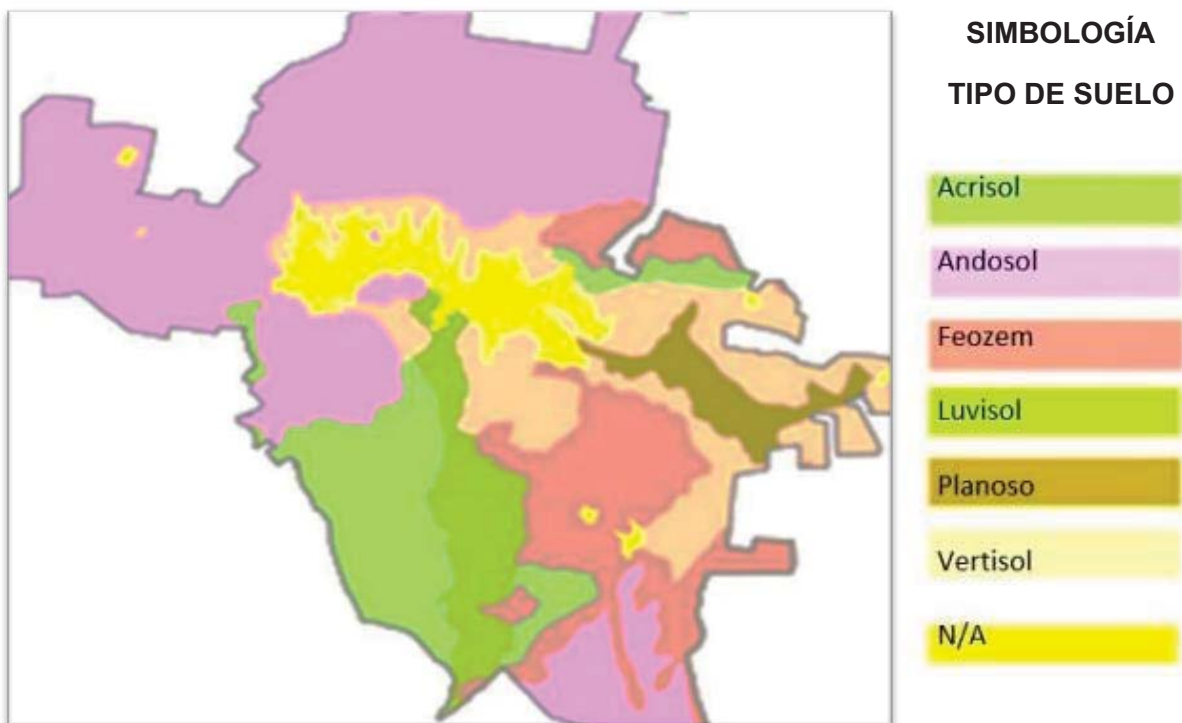 SIMBOLOGÍA
TIPO DE SUELO
Acrisol
Andosol
Feozem
Luvisol
Planoso
Vertisol
N/A